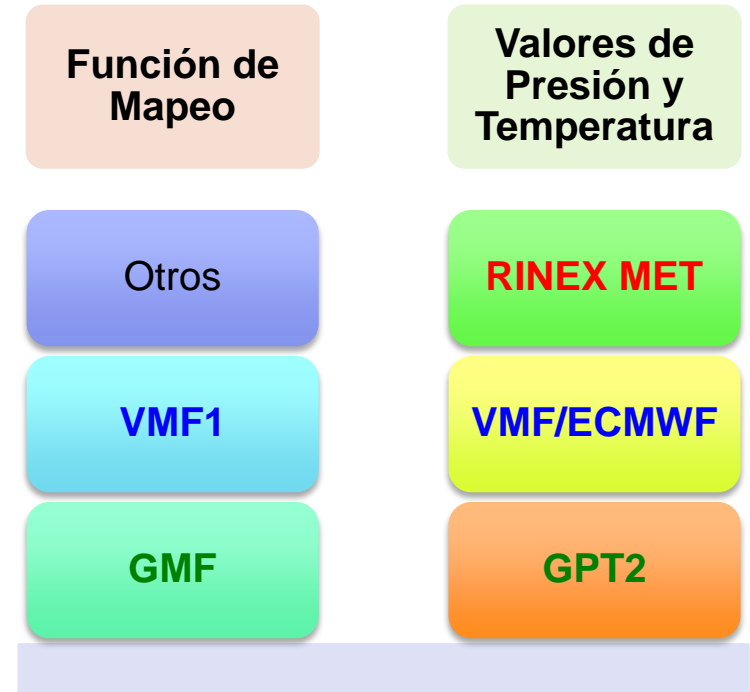 Función de
Mapeo
Valores de
Presión y
Temperatura
Otros
RINEX MET
VMF1
VMF/ECMWF
GMF
GPT2